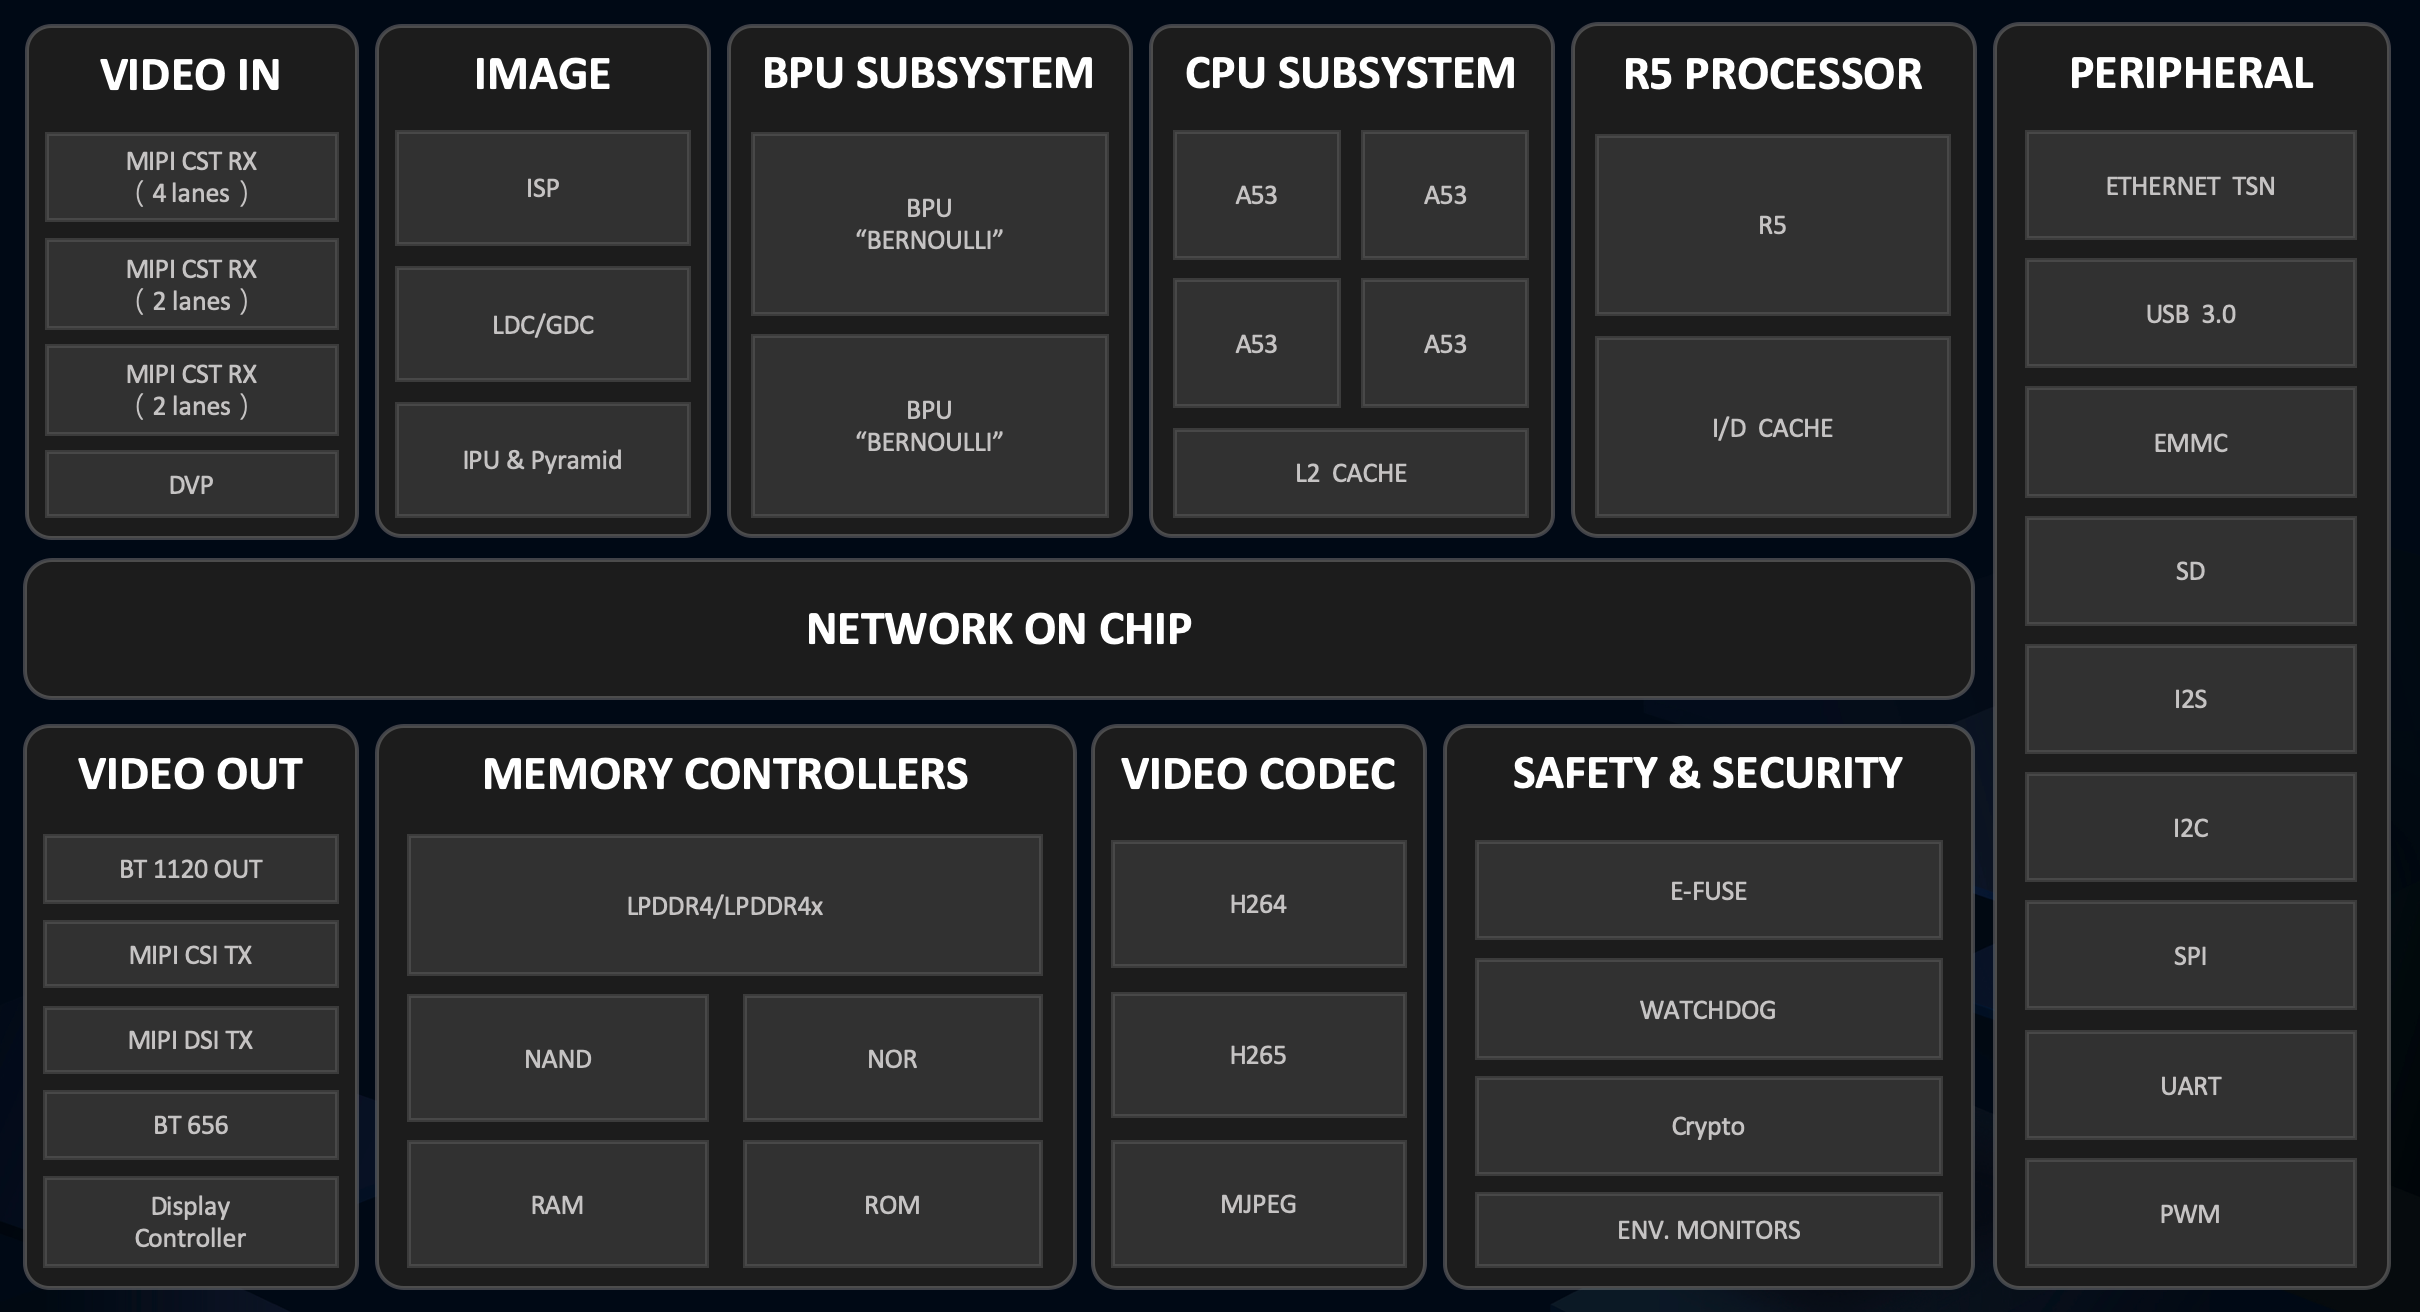 VIDEO IN
MIPI CST RX
( 4 lanes )
MIPI CST RX
( 2 lanes )
MIPI CST RX
( 2 lanes )
DVP
IMAGE
ISP
LDC/GDC
IPU & Pyramid
BPU SUBSYSTEM
BPU
“BERNOULLI”
BPU
“BERNOULLI”
CPU SUBSYSTEM
A53
A53
A53
A53
L2 CACHE
R5 PROCESSOR
R5
I/D CACHE
PERIPHERAL
ETHERNET TSN
USB 3.0
EMMC
SD
I2S
I2C
SPI
UART
PWM
NETWORK ON CHIP
VIDEO OUT
BT 1120 OUT
MIPI CSI TX
MIPI DSI TX
BT 656
Display
Controller
MEMORY CONTROLLERS
LPDDR4/LPDDR4x
NAND
NOR
RAM
ROM
VIDEO CODEC
H264
H265
MJPEG
SAFETY & SECURITY
E-FUSE
WATCHDOG
Crypto
ENV. MONITORS